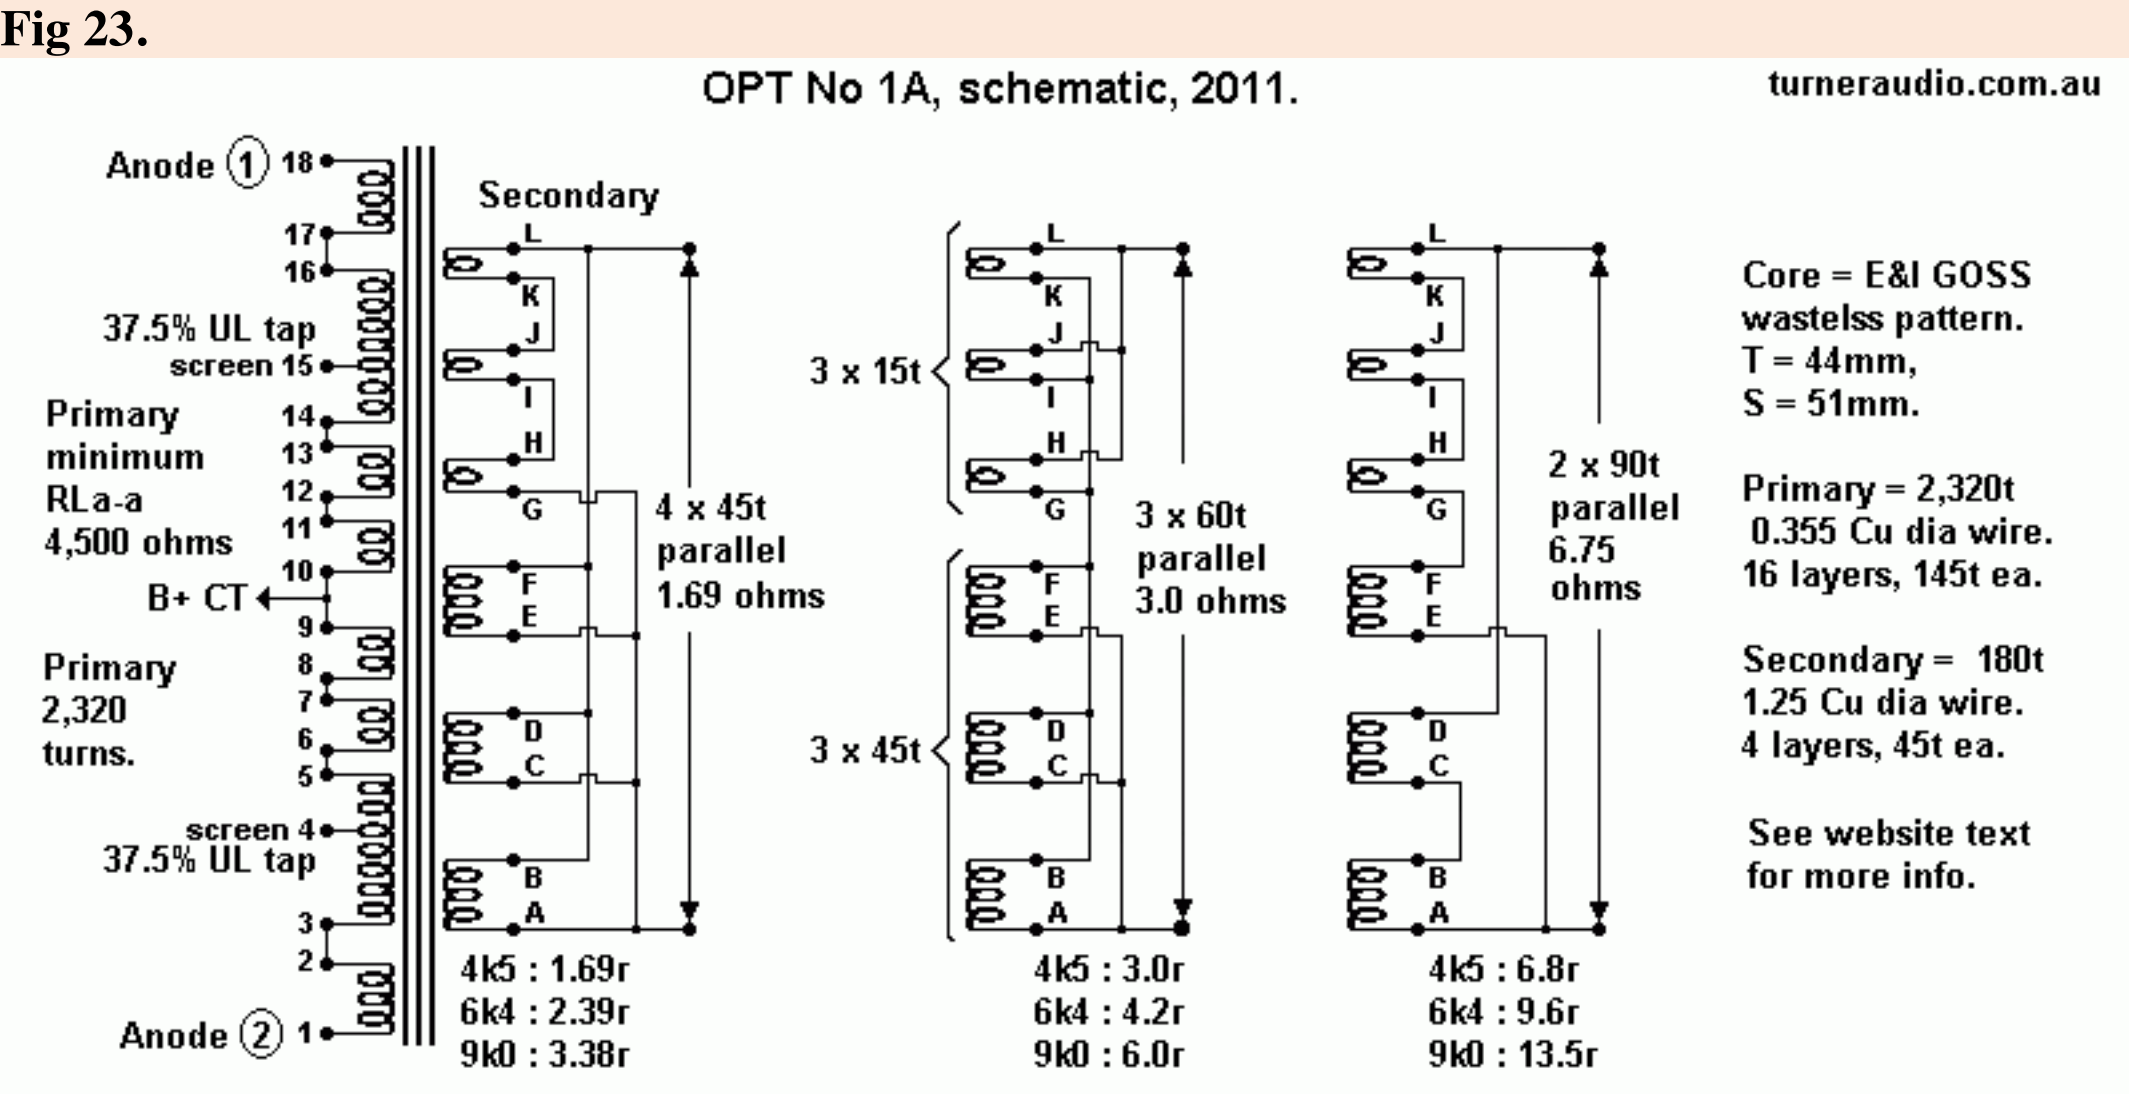 Fig 23.
OPT No 1A, schematic, 2011.
turneraudio.com.au
Anode 1 18
17
16
37.5% UL tap
screen 15
Primary
minimum
RLa-a
4,500 ohms
14
13
12
11
10
B+ CT
9
8
7
6
5
Primary
2,320
turns.
screen 4
37.5% UL tap
3
2
Anode 2 1
Secondary
L
K
J
I
H
G
F
E
D
C
B
A
4 x 45t
parallel
1.69 ohms
4k5 : 1.69r
6k4 : 2.39r
9k0 : 3.38r
3 x 15t
3 x 45t
L
K
J
I
H
G
F
E
D
C
B
A
3 x 60t
parallel
3.0 ohms
4k5 : 3.0r
6k4 : 4.2r
9k0 : 6.0r
L
K
J
I
H
G
F
E
D
C
B
A
2 x 90t
parallel
6.75
ohms
4k5 : 6.8r
6k4 : 9.6r
9k0 : 13.5r
Core = E&I GOSS
wastelss pattern.
T = 44mm,
S = 51mm.
Primary = 2,320t
0.355 Cu dia wire.
16 layers, 145t ea.
Secondary = 180t
1.25 Cu dia wire.
4 layers, 45t ea.
See website text
for more info.